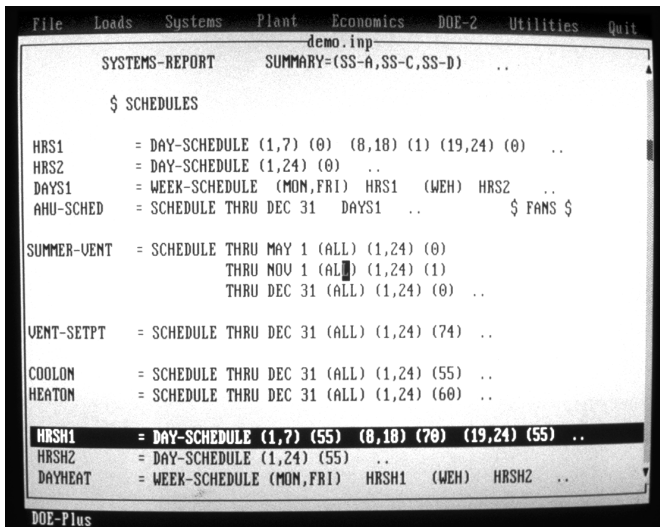 File Loads Systems Plant Economics DOE-2 Utilities Quit
demo.inp
SYSTEMS-REPORT SUMMARY=(SS-A,SS-C,SS-D) ..
$ SCHEDULES
HRS1 = DAY-SCHEDULE (1,7) (0) (8,18) (1) (19,24) (0) ..
HRS2 = DAY-SCHEDULE (1,24) (0) ..
DAYS1 = WEEK-SCHEDULE (MON,FRI) HRS1 (WEH) HRS2 ..
AHU-SCHED = SCHEDULE THRU DEC 31 DAYS1 .. $ FANS $
SUMMER-VENT = SCHEDULE THRU MAY 1 (ALL) (1,24) (0)
THRU NOV 1 (ALL) (1,24) (1)
THRU DEC 31 (ALL) (1,24) (0) ..
VENT-SETPT = SCHEDULE THRU DEC 31 (ALL) (1,24) (74) ..
COOLON = SCHEDULE THRU DEC 31 (ALL) (1,24) (55) ..
HEATON = SCHEDULE THRU DEC 31 (ALL) (1,24) (60) ..
HRSH1 = DAY-SCHEDULE (1,7) (55) (8,18) (70) (19,24) (55) ..
HRSH2 = DAY-SCHEDULE (1,24) (55) ..
DAYHEAT = WEEK-SCHEDULE (MON,FRI) HRSH1 (WEH) HRSH2 ..
DOE-Plus